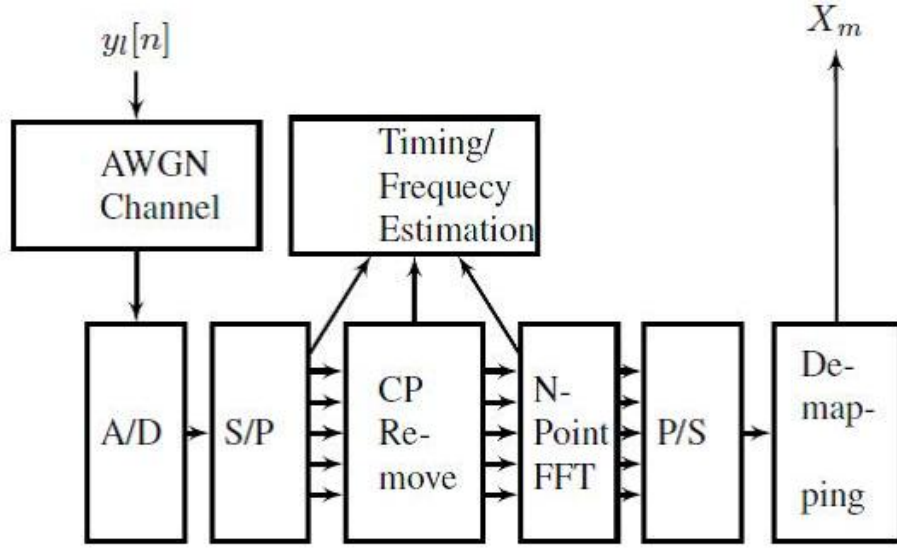 y_l[n]
X_m
AWGN
Channel
Timing/
Frequecy
Estimation
A/D
S/P
CP
Re-
move
N-
Point
FFT
P/S
De-
map-
ping